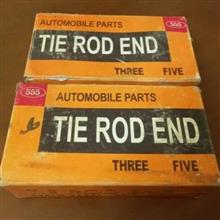 555
AUTOMOBILE PARTS
TIE ROD END
THREE FIVE
555
AUTOMOBILE PARTS
TIE ROD END
THREE FIVE